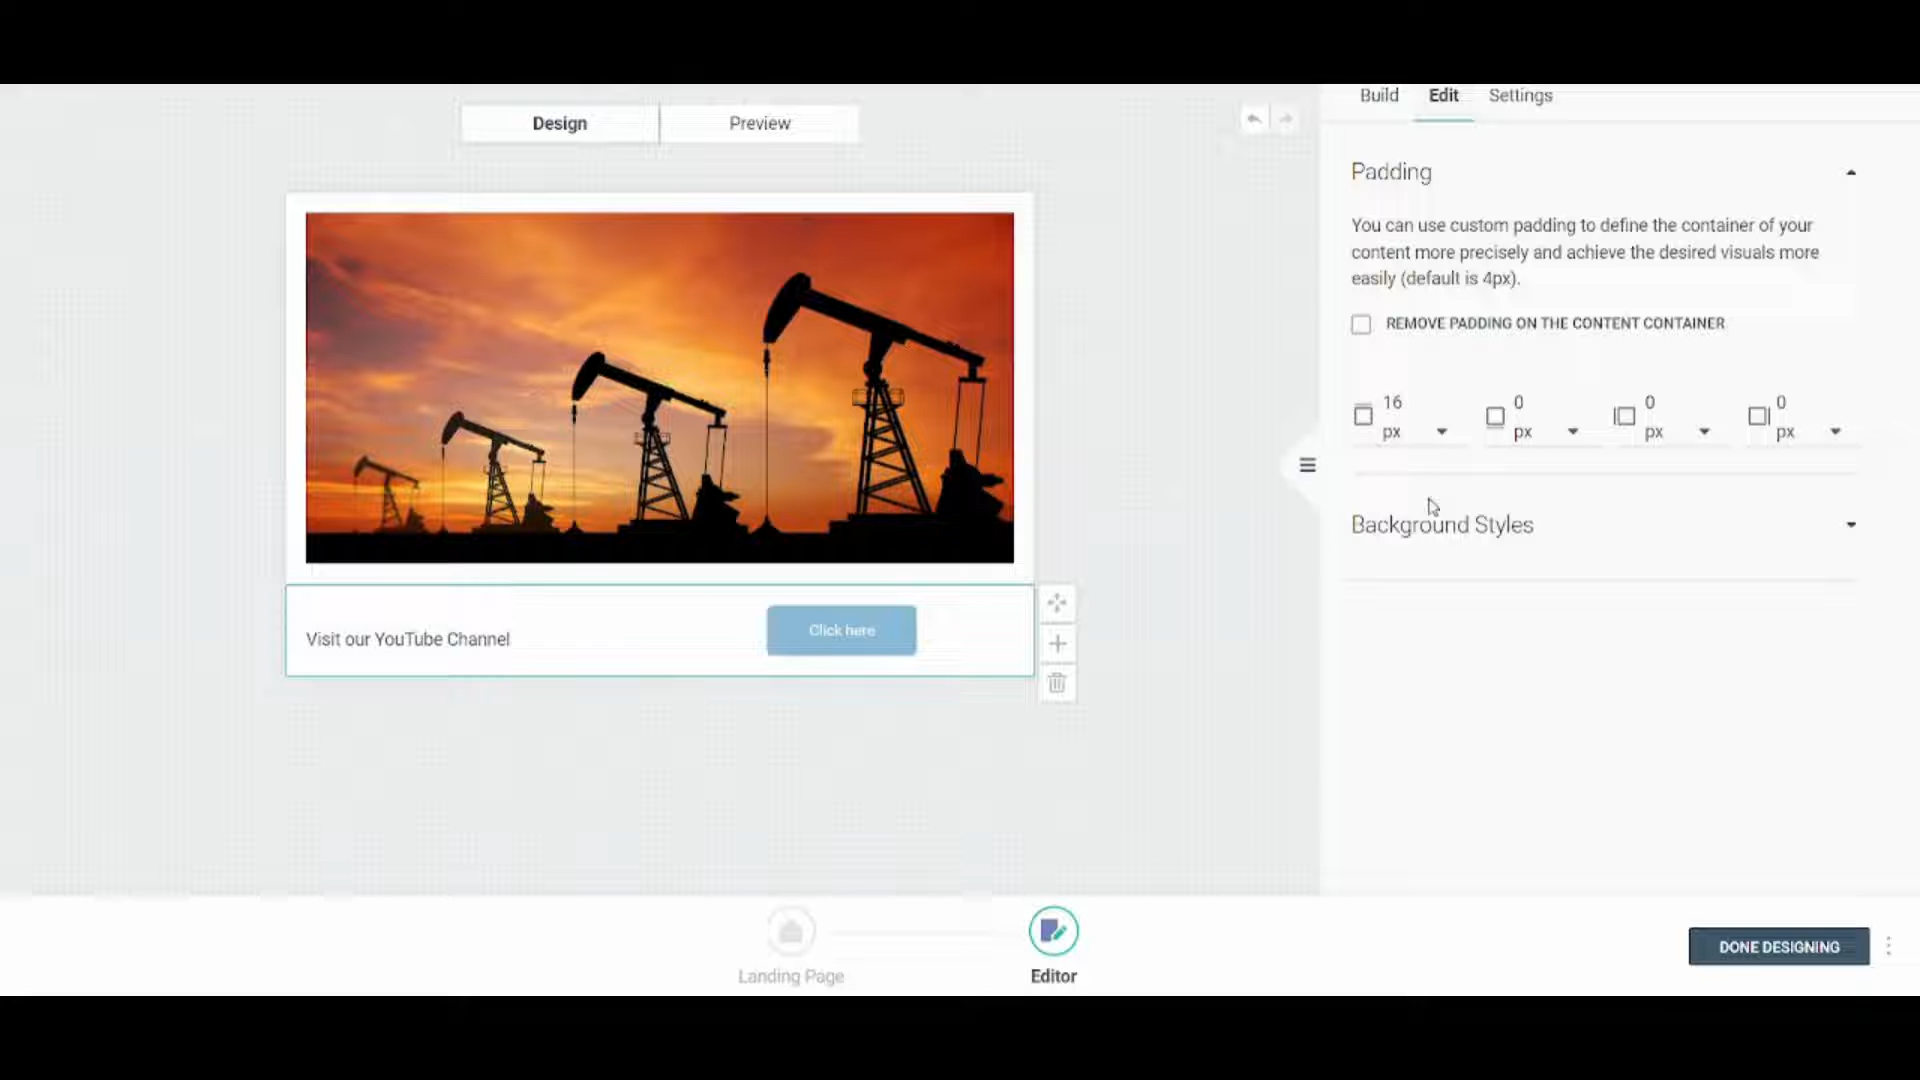 Design
Preview
Build
Edit
Settings
Padding
You can use custom padding to define the container of your
content more precisely and achieve the desired visuals more
easily (default is 4px).
REMOVE PADDING ON THE CONTENT CONTAINER
16
px
0
px
0
px
0
px
Background Styles
Visit our YouTube Channel
Click here
Landing Page
Editor
DONE DESIGNING